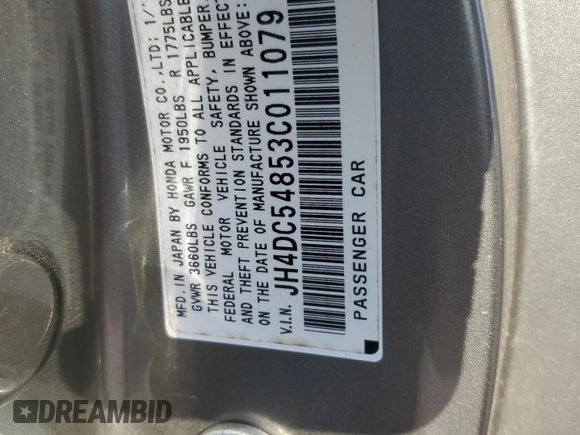 MFD. IN JAPAN BY HONDA MOTOR CO.,LTD; 1/
GVWR 3660LBS GAWR F 1950LBS R 1775LBS
THIS VEHICLE CONFORMS TO ALL APPLICABLE
FEDERAL MOTOR VEHICLE SAFETY, BUMPER,
AND THEFT PREVENTION STANDARDS IN EFFECT
ON THE DATE OF MANUFACTURE SHOWN ABOVE:
V.I.N. JH4DC54853C011079
PASSENGER CAR
DREAMBID